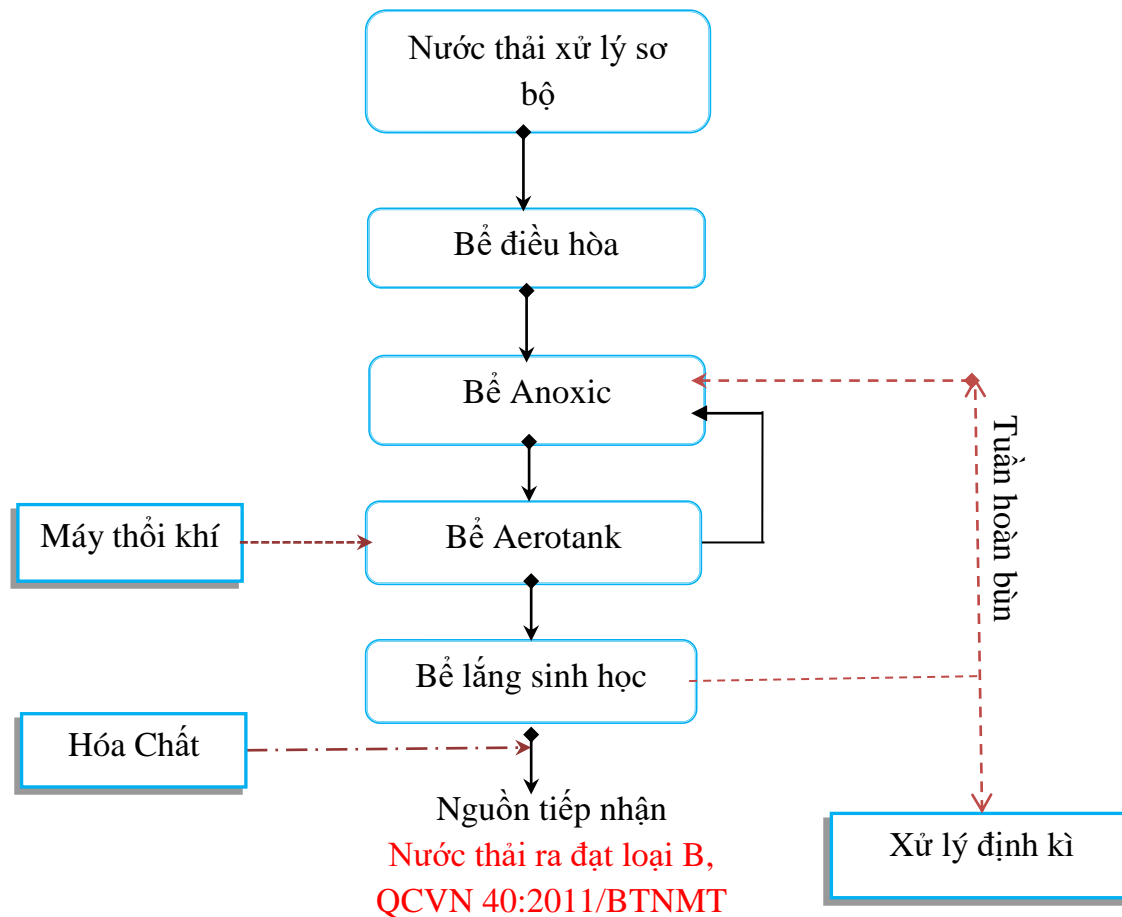 Nước thải xử lý sơ
bộ
Bể điều hòa
Bể Anoxic
Tuần hoàn bùn
Máy thổi khí
Bể Aerotank
Bể lắng sinh học
Hóa Chất
Nguồn tiếp nhận
Nước thải ra đạt loại B,
QCVN 40:2011/BTNMT
Xử lý định kì